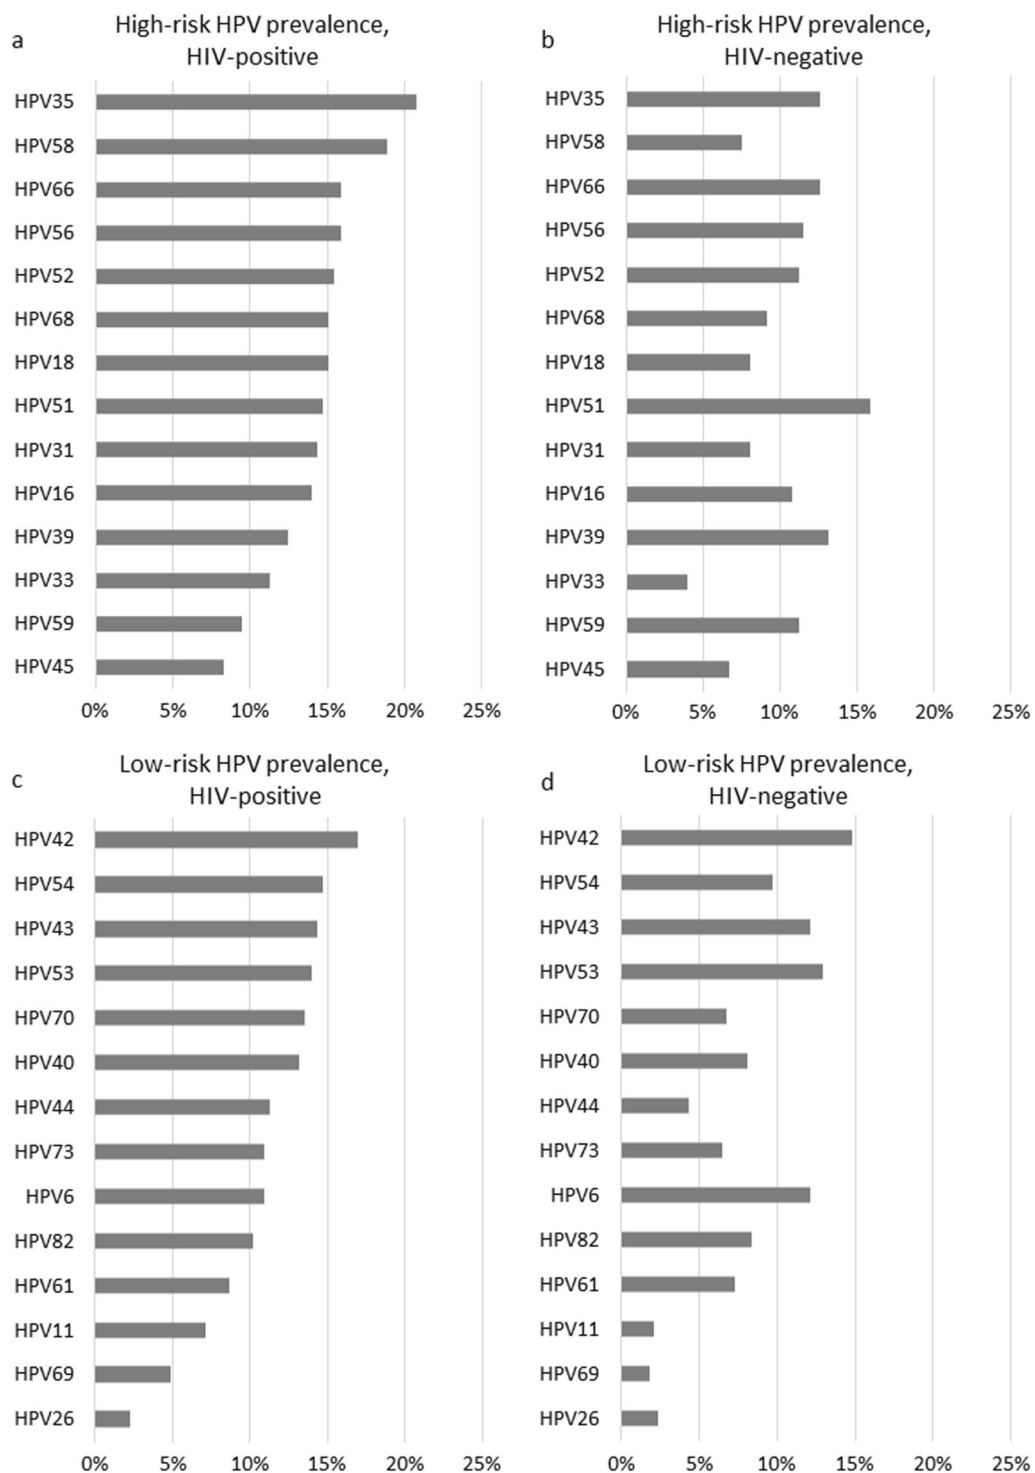 a
High-risk HPV prevalence,
HIV-positive
HPV35
HPV58
HPV66
HPV56
HPV52
HPV68
HPV18
HPV51
HPV31
HPV16
HPV39
HPV33
HPV59
HPV45
0% 5% 10% 15% 20% 25%
b
High-risk HPV prevalence,
HIV-negative
HPV35
HPV58
HPV66
HPV56
HPV52
HPV68
HPV18
HPV51
HPV31
HPV16
HPV39
HPV33
HPV59
HPV45
0% 5% 10% 15% 20% 25%
c
Low-risk HPV prevalence,
HIV-positive
HPV42
HPV54
HPV43
HPV53
HPV70
HPV40
HPV44
HPV73
HPV6
HPV82
HPV61
HPV11
HPV69
HPV26
0% 5% 10% 15% 20% 25%
d
Low-risk HPV prevalence,
HIV-negative
HPV42
HPV54
HPV43
HPV53
HPV70
HPV40
HPV44
HPV73
HPV6
HPV82
HPV61
HPV11
HPV69
HPV26
0% 5% 10% 15% 20% 25%